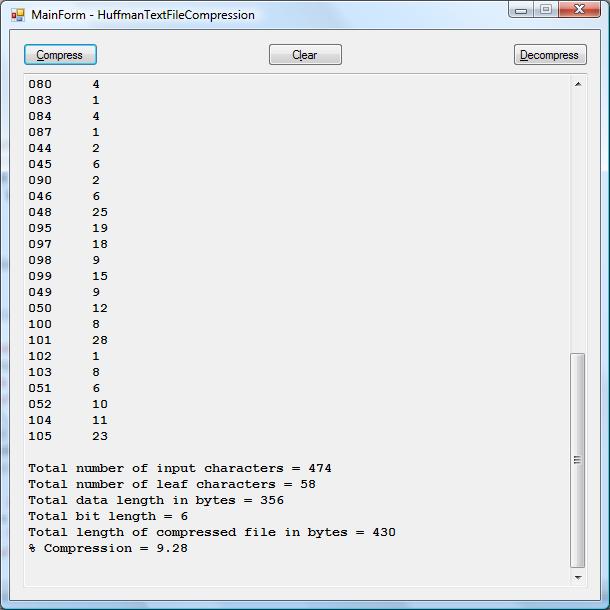 MainForm - HuffmanTextFileCompression
Compress Clear Decompress
080 4
083 1
084 4
087 1
044 2
045 6
090 2
046 6
048 25
095 19
097 18
098 9
099 15
049 9
050 12
100 8
101 28
102 1
103 8
051 6
052 10
104 11
105 23
Total number of input characters = 474
Total number of leaf characters = 58
Total data length in bytes = 356
Total bit length = 6
Total length of compressed file in bytes = 430
% Compression = 9.28